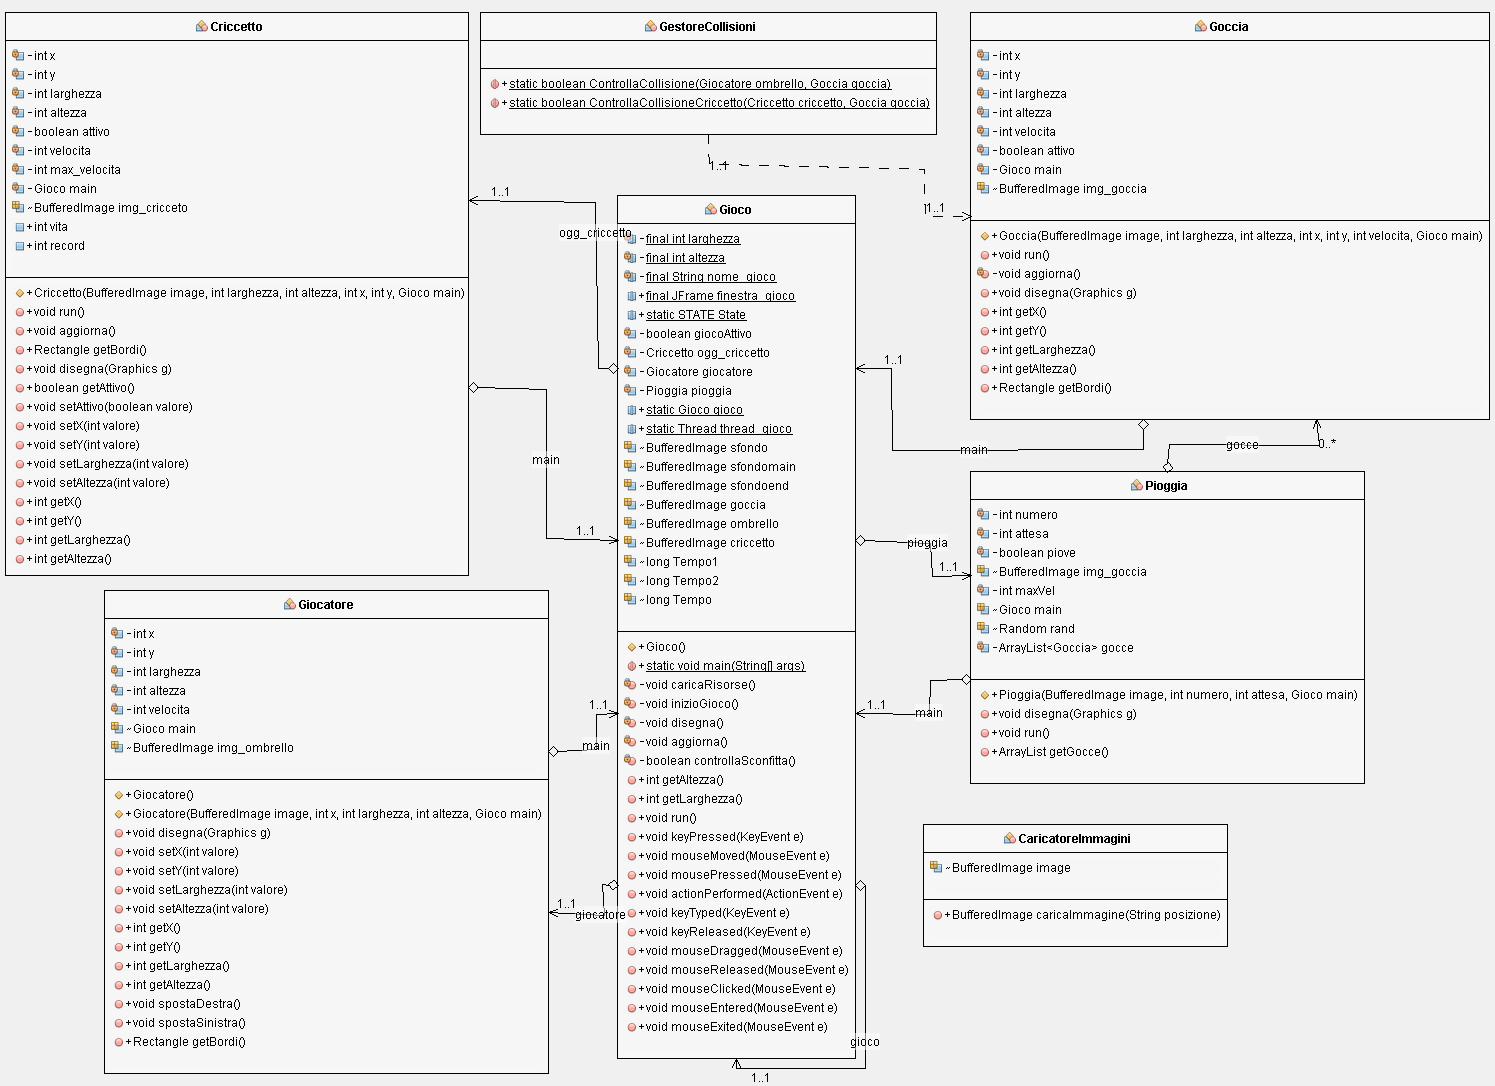 Criccetto
-int x
-int y
-int larghezza
-int altezza
-boolean attivo
-int velocita
-int max_velocita
-Gioco main
~BufferedImage img_cricceto
+int vita
+int record
+Criccetto(BufferedImage image, int larghezza, int altezza, int x, int y, Gioco main)
+void run()
+void aggiorna()
+Rectangle getBordi()
+void disegna(Graphics g)
+boolean getAttivo()
+void setAttivo(boolean valore)
+void setX(int valore)
+void setY(int valore)
+void setLarghezza(int valore)
+void setAltezza(int valore)
+int getX()
+int getY()
+int getLarghezza()
+int getAltezza()
GestoreCollisioni
+static boolean ControllaCollisione(Giocatore ombrello, Goccia goccia)
+static boolean ControllaCollisioneCriccetto(Criccetto criccetto, Goccia goccia)
1..1
1..1
Goccia
-int x
-int y
-int larghezza
-int altezza
-int velocita
-boolean attivo
-Gioco main
~BufferedImage img_goccia
+Goccia(BufferedImage image, int larghezza, int altezza, int x, int y, int velocita, Gioco main)
+void run()
-void aggiorna()
+void disegna(Graphics g)
+int getX()
+int getY()
+int getLarghezza()
+int getAltezza()
+Rectangle getBordi()
1..1
ogg_criccetto
main
1..1
Gioco
-final int larghezza
-final int altezza
-final String nome_gioco
+final JFrame finestra_gioco
+static STATE State
-boolean giocoAttivo
-Criccetto ogg_criccetto
-Giocatore giocatore
-Pioggia pioggia
+static Gioco gioco
+static Thread thread_gioco
~BufferedImage sfondo
~BufferedImage sfondomain
~BufferedImage sfondoend
~BufferedImage goccia
~BufferedImage ombrello
~BufferedImage criccetto
~long Tempo1
~long Tempo2
~long Tempo
+Gioco()
+static void main(String[] args)
-void caricaRisorse()
-void inizioGioco()
-void disegna()
-void aggiorna()
-boolean controllaSconfitta()
+int getAltezza()
+int getLarghezza()
+void run()
+void keyPressed(KeyEvent e)
+void mouseMoved(MouseEvent e)
+void mousePressed(MouseEvent e)
+void actionPerformed(ActionEvent e)
+void keyTyped(KeyEvent e)
+void keyReleased(KeyEvent e)
+void mouseDragged(MouseEvent e)
+void mouseReleased(MouseEvent e)
+void mouseClicked(MouseEvent e)
+void mouseEntered(MouseEvent e)
+void mouseExited(MouseEvent e)
1..1
main
gocce
0..*
pioggia
1..1
1..1
main
Pioggia
-int numero
-int attesa
-boolean piove
~BufferedImage img_goccia
-int maxVel
~Gioco main
~Random rand
-ArrayList<Goccia> gocce
+Pioggia(BufferedImage image, int numero, int attesa, Gioco main)
+void disegna(Graphics g)
+void run()
+ArrayList getGocce()
Giocatore
-int x
-int y
-int larghezza
-int altezza
-int velocita
~Gioco main
~BufferedImage img_ombrello
+Giocatore()
+Giocatore(BufferedImage image, int x, int larghezza, int altezza, Gioco main)
+void disegna(Graphics g)
+void setX(int valore)
+void setY(int valore)
+void setLarghezza(int valore)
+void setAltezza(int valore)
+int getX()
+int getY()
+int getLarghezza()
+int getAltezza()
+void spostaDestra()
+void spostaSinistra()
+Rectangle getBordi()
1..1
main
1..1
giocatore
gioco
1..1
CaricatoreImmagini
~BufferedImage image
+BufferedImage caricaImmagine(String posizione)